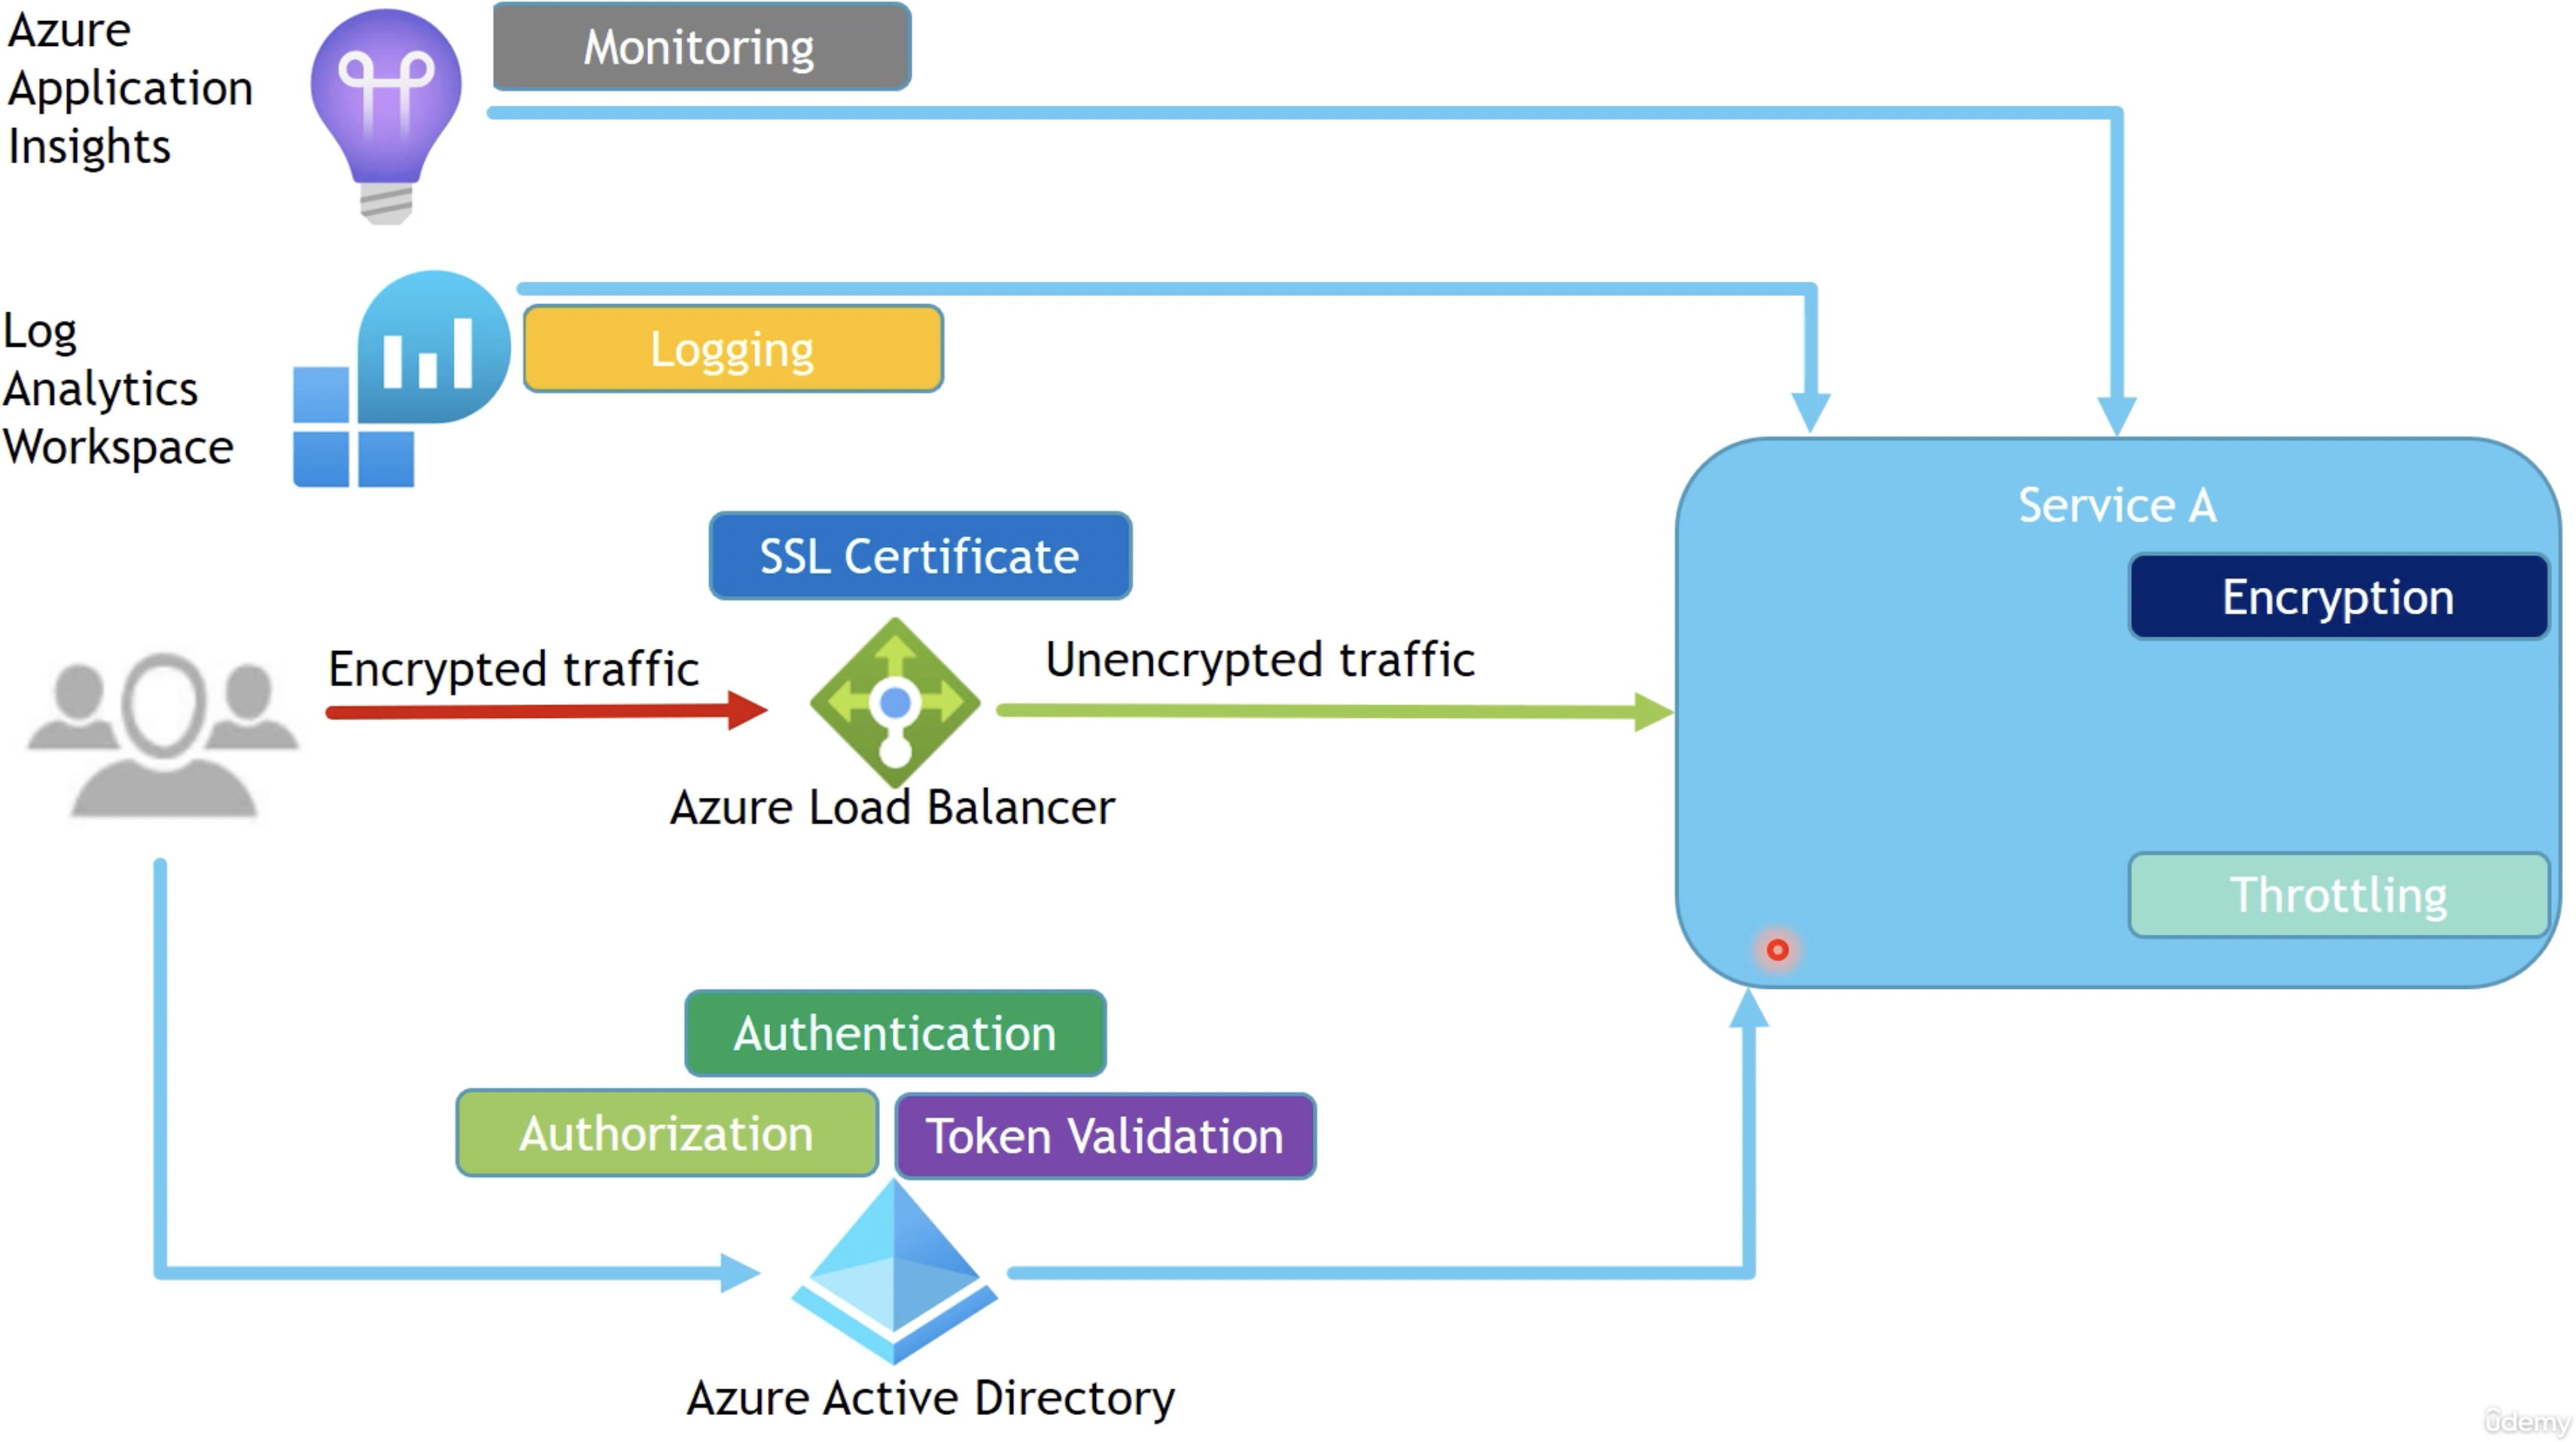 Azure
Application
Insights
Monitoring
Log
Analytics
Workspace
Logging
SSL Certificate
Service A
Encryption
Encrypted traffic
Unencrypted traffic
Azure Load Balancer
Throttling
Authentication
Authorization
Token Validation
Azure Active Directory
ûdemy